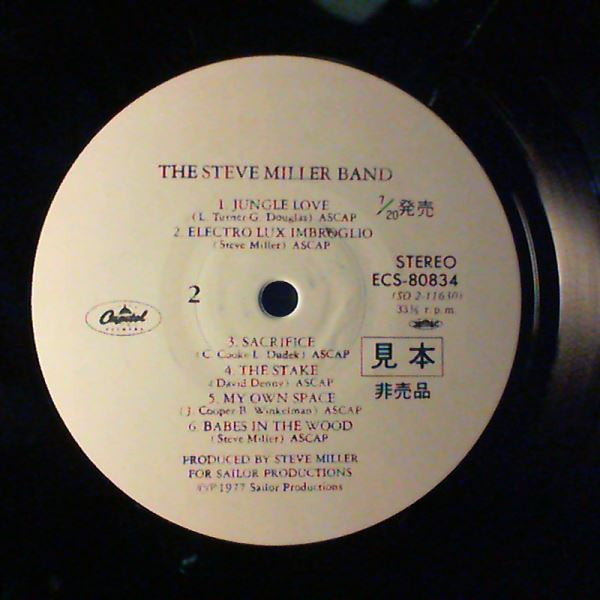 THE STEVE MILLER BAND
1. JUNGLE LOVE
(L. Turner-G. Douglas) ASCAP
7/20発売
2. ELECTRO LUX IMBROGLIO
(Steve Miller) ASCAP
STEREO
ECS-80834
(SO 2-11630)
33⅓ r.p.m.
2
Capitol
RECORDS
3. SACRIFICE
(C. Cooke-L. Dudek) ASCAP
見本
4. THE STAKE
(David Denny) ASCAP
非売品
5. MY OWN SPACE
(J. Cooper-B. Winkelman) ASCAP
6. BABES IN THE WOOD
(Steve Miller) ASCAP
PRODUCED BY STEVE MILLER
FOR SAILOR PRODUCTIONS
©℗ 1977 Sailor Productions